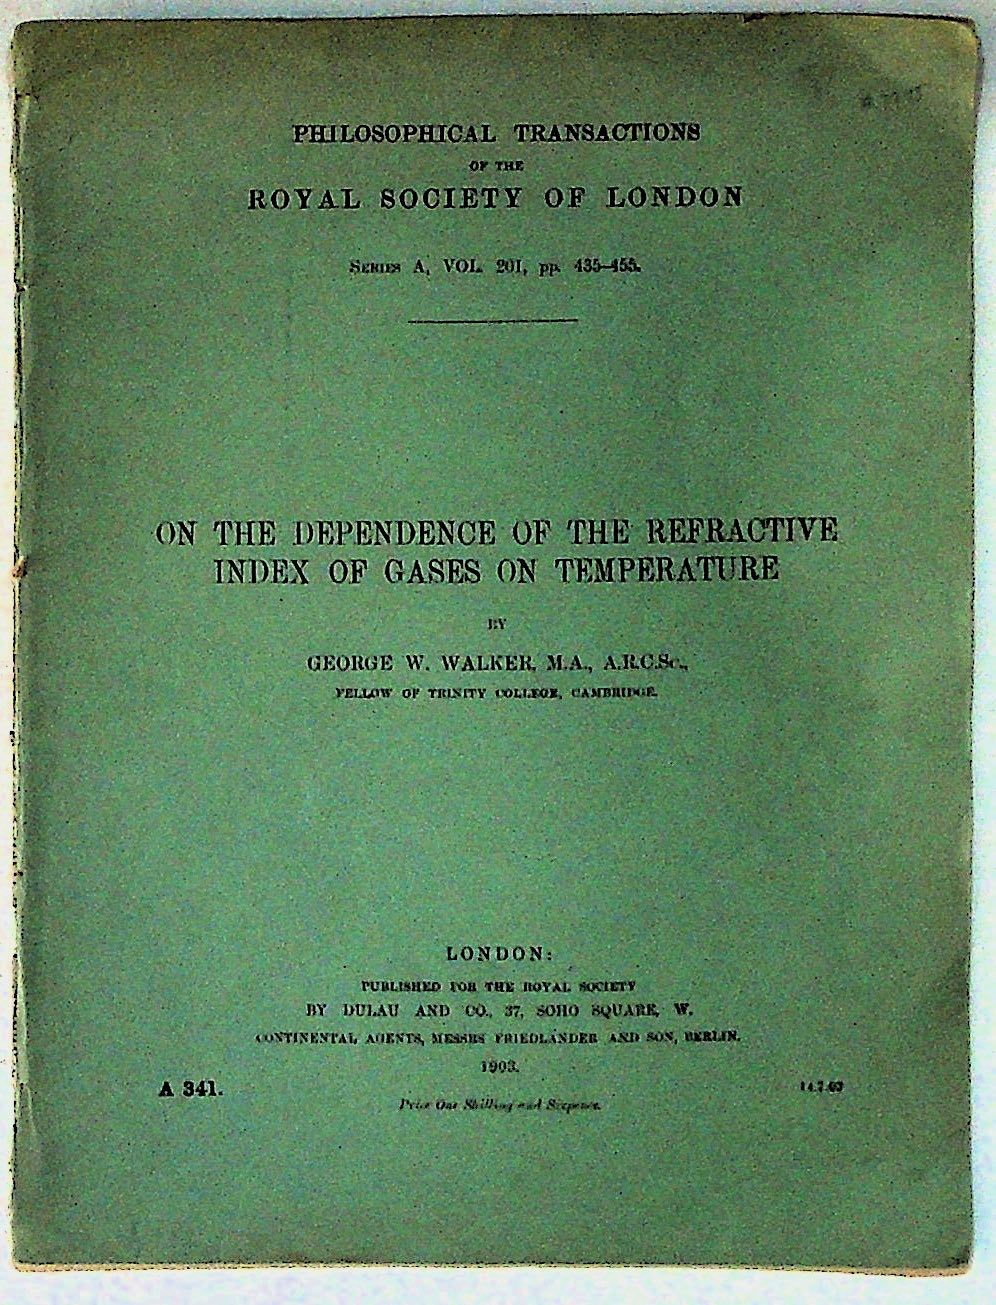 PHILOSOPHICAL TRANSACTIONS
OF THE
ROYAL SOCIETY OF LONDON
SERIES A, VOL. 201, pp. 435–455.
ON THE DEPENDENCE OF THE REFRACTIVE
INDEX OF GASES ON TEMPERATURE
BY
GEORGE W. WALKER, M.A., A.R.C.Sc.,
FELLOW OF TRINITY COLLEGE, CAMBRIDGE.
LONDON:
PUBLISHED FOR THE ROYAL SOCIETY
BY DULAU AND CO., 37, SOHO SQUARE, W.
CONTINENTAL AGENTS, MESSRS FRIEDLÄNDER AND SON, BERLIN.
1903.
A 341.
14.7.03
Price One Shilling and Sixpence.